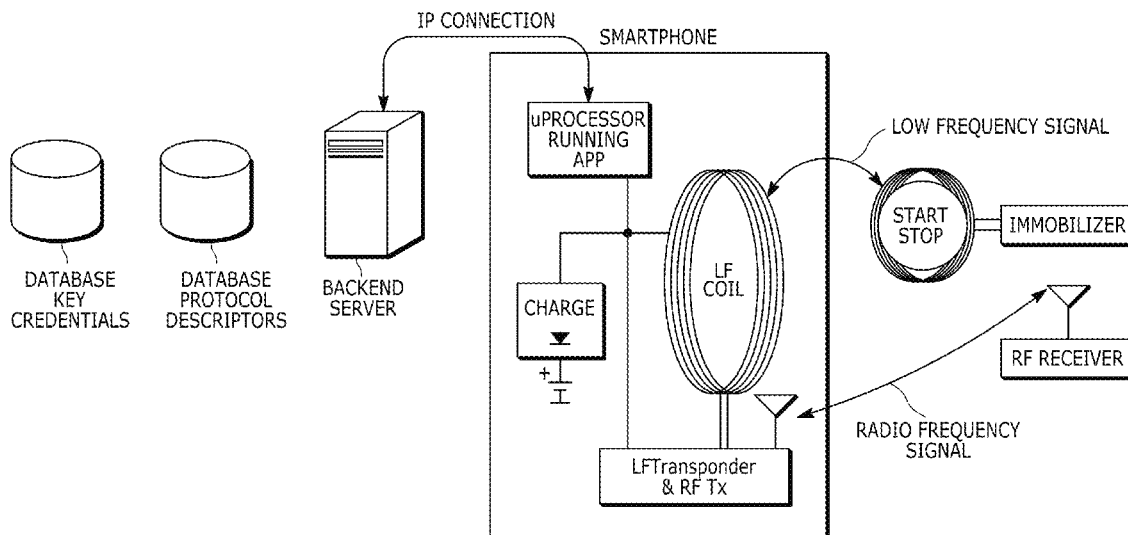 IP CONNECTION
SMARTPHONE
uPROCESSOR
RUNNING
APP
LOW FREQUENCY SIGNAL
START
STOP
IMMOBILIZER
DATABASE
KEY
CREDENTIALS
DATABASE
PROTOCOL
DESCRIPTORS
BACKEND
SERVER
CHARGE
+
LF
COIL
RF RECEIVER
RADIO FREQUENCY
SIGNAL
LFTransponder
& RF Tx